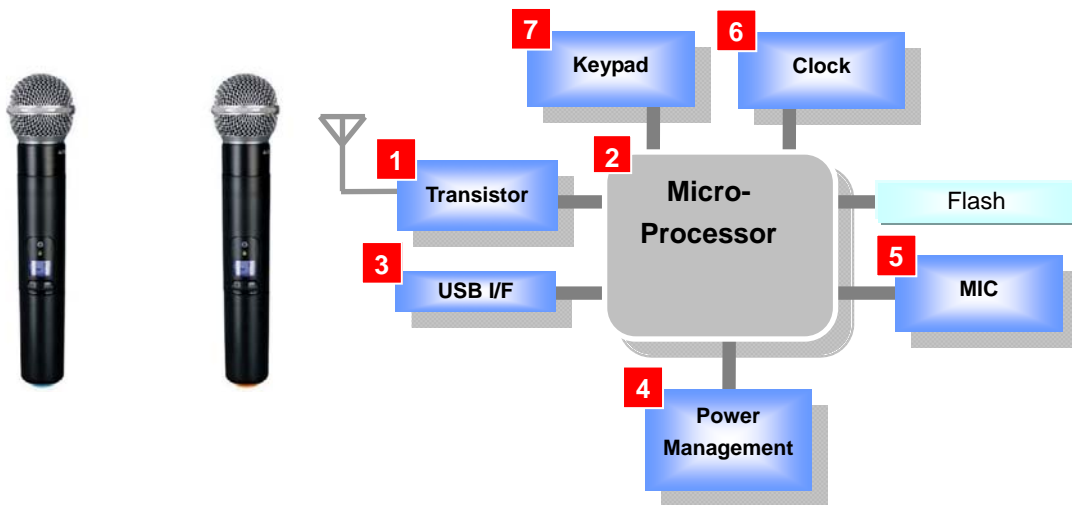 7
Keypad
6
Clock
1
Transistor
2
Micro-
Processor
Flash
3
USB I/F
5
MIC
4
Power
Management